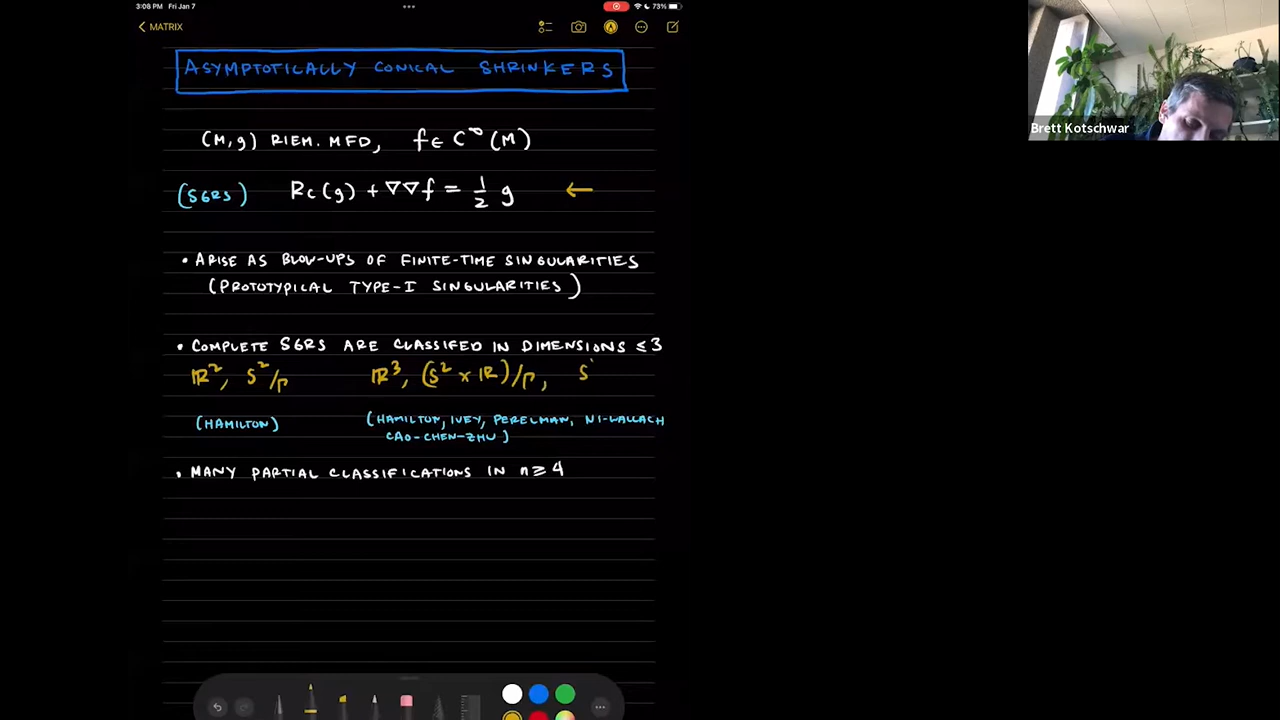 3:08 PM Fri Jan 7
73%
MATRIX
ASYMPTOTICALLY CONICAL SHRINKERS
(M,g) RIEM. MFD, f ∈ C^∞ (M)
(SGRS) Rc(g) + ∇∇f = 1/2 g ←
• ARISE AS BLOW-UPS OF FINITE-TIME SINGULARITIES
(PROTOTYPICAL TYPE-I SINGULARITIES)
• COMPLETE SGRS ARE CLASSIFED IN DIMENSIONS ≤3
ℝ², S²/Γ ℝ³, (S² × ℝ)/Γ, S
(HAMILTON) (HAMILTON, IVEY, PERELMAN, NI-WALLACH
CAO-CHEN-ZHU)
• MANY PARTIAL CLASSIFICATIONS IN n ≥ 4
Brett Kotschwar